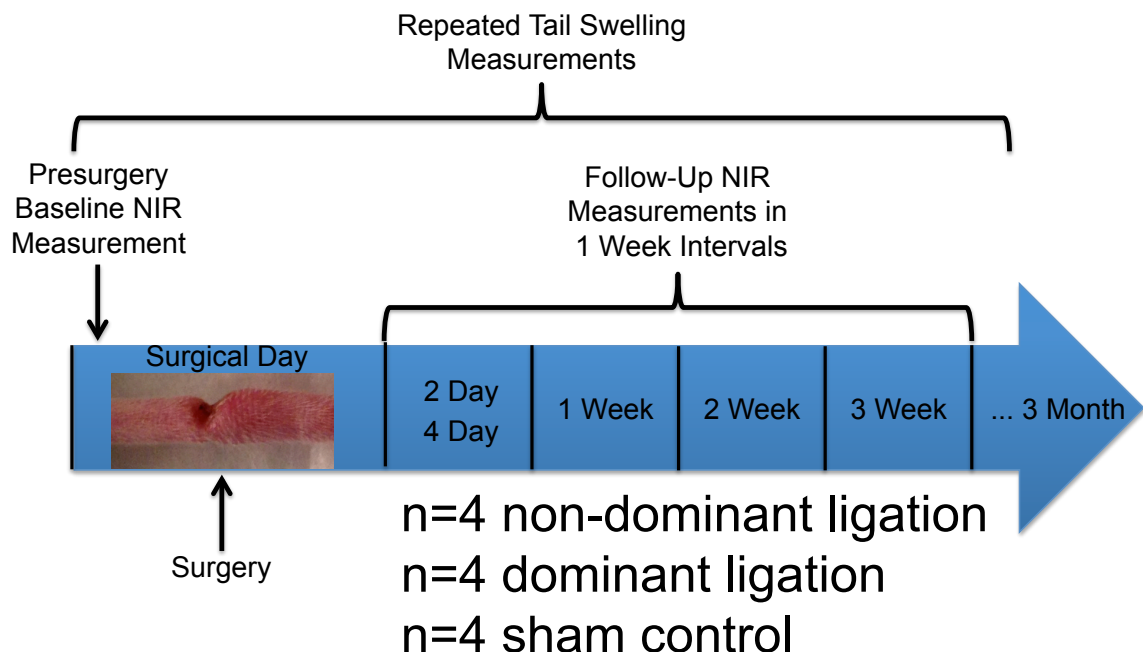 Repeated Tail Swelling
Measurements
Presurgery
Baseline NIR
Measurement
Follow-Up NIR
Measurements in
1 Week Intervals
Surgical Day
2 Day
4 Day
1 Week
2 Week
3 Week
... 3 Month
Surgery
n=4 non-dominant ligation
n=4 dominant ligation
n=4 sham control